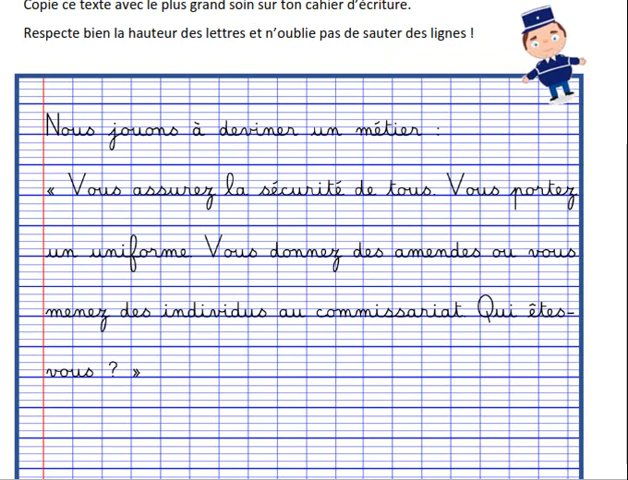 Copie ce texte avec le plus grand soin sur ton cahier d'écriture.
Respecte bien la hauteur des lettres et n'oublie pas de sauter des lignes !
Nous jouons à deviner un métier :
« Vous assurez la sécurité de tous. Vous portez
un uniforme. Vous donnez des amendes ou vous
menez des individus au commissariat. Qui êtes-
vous ? »